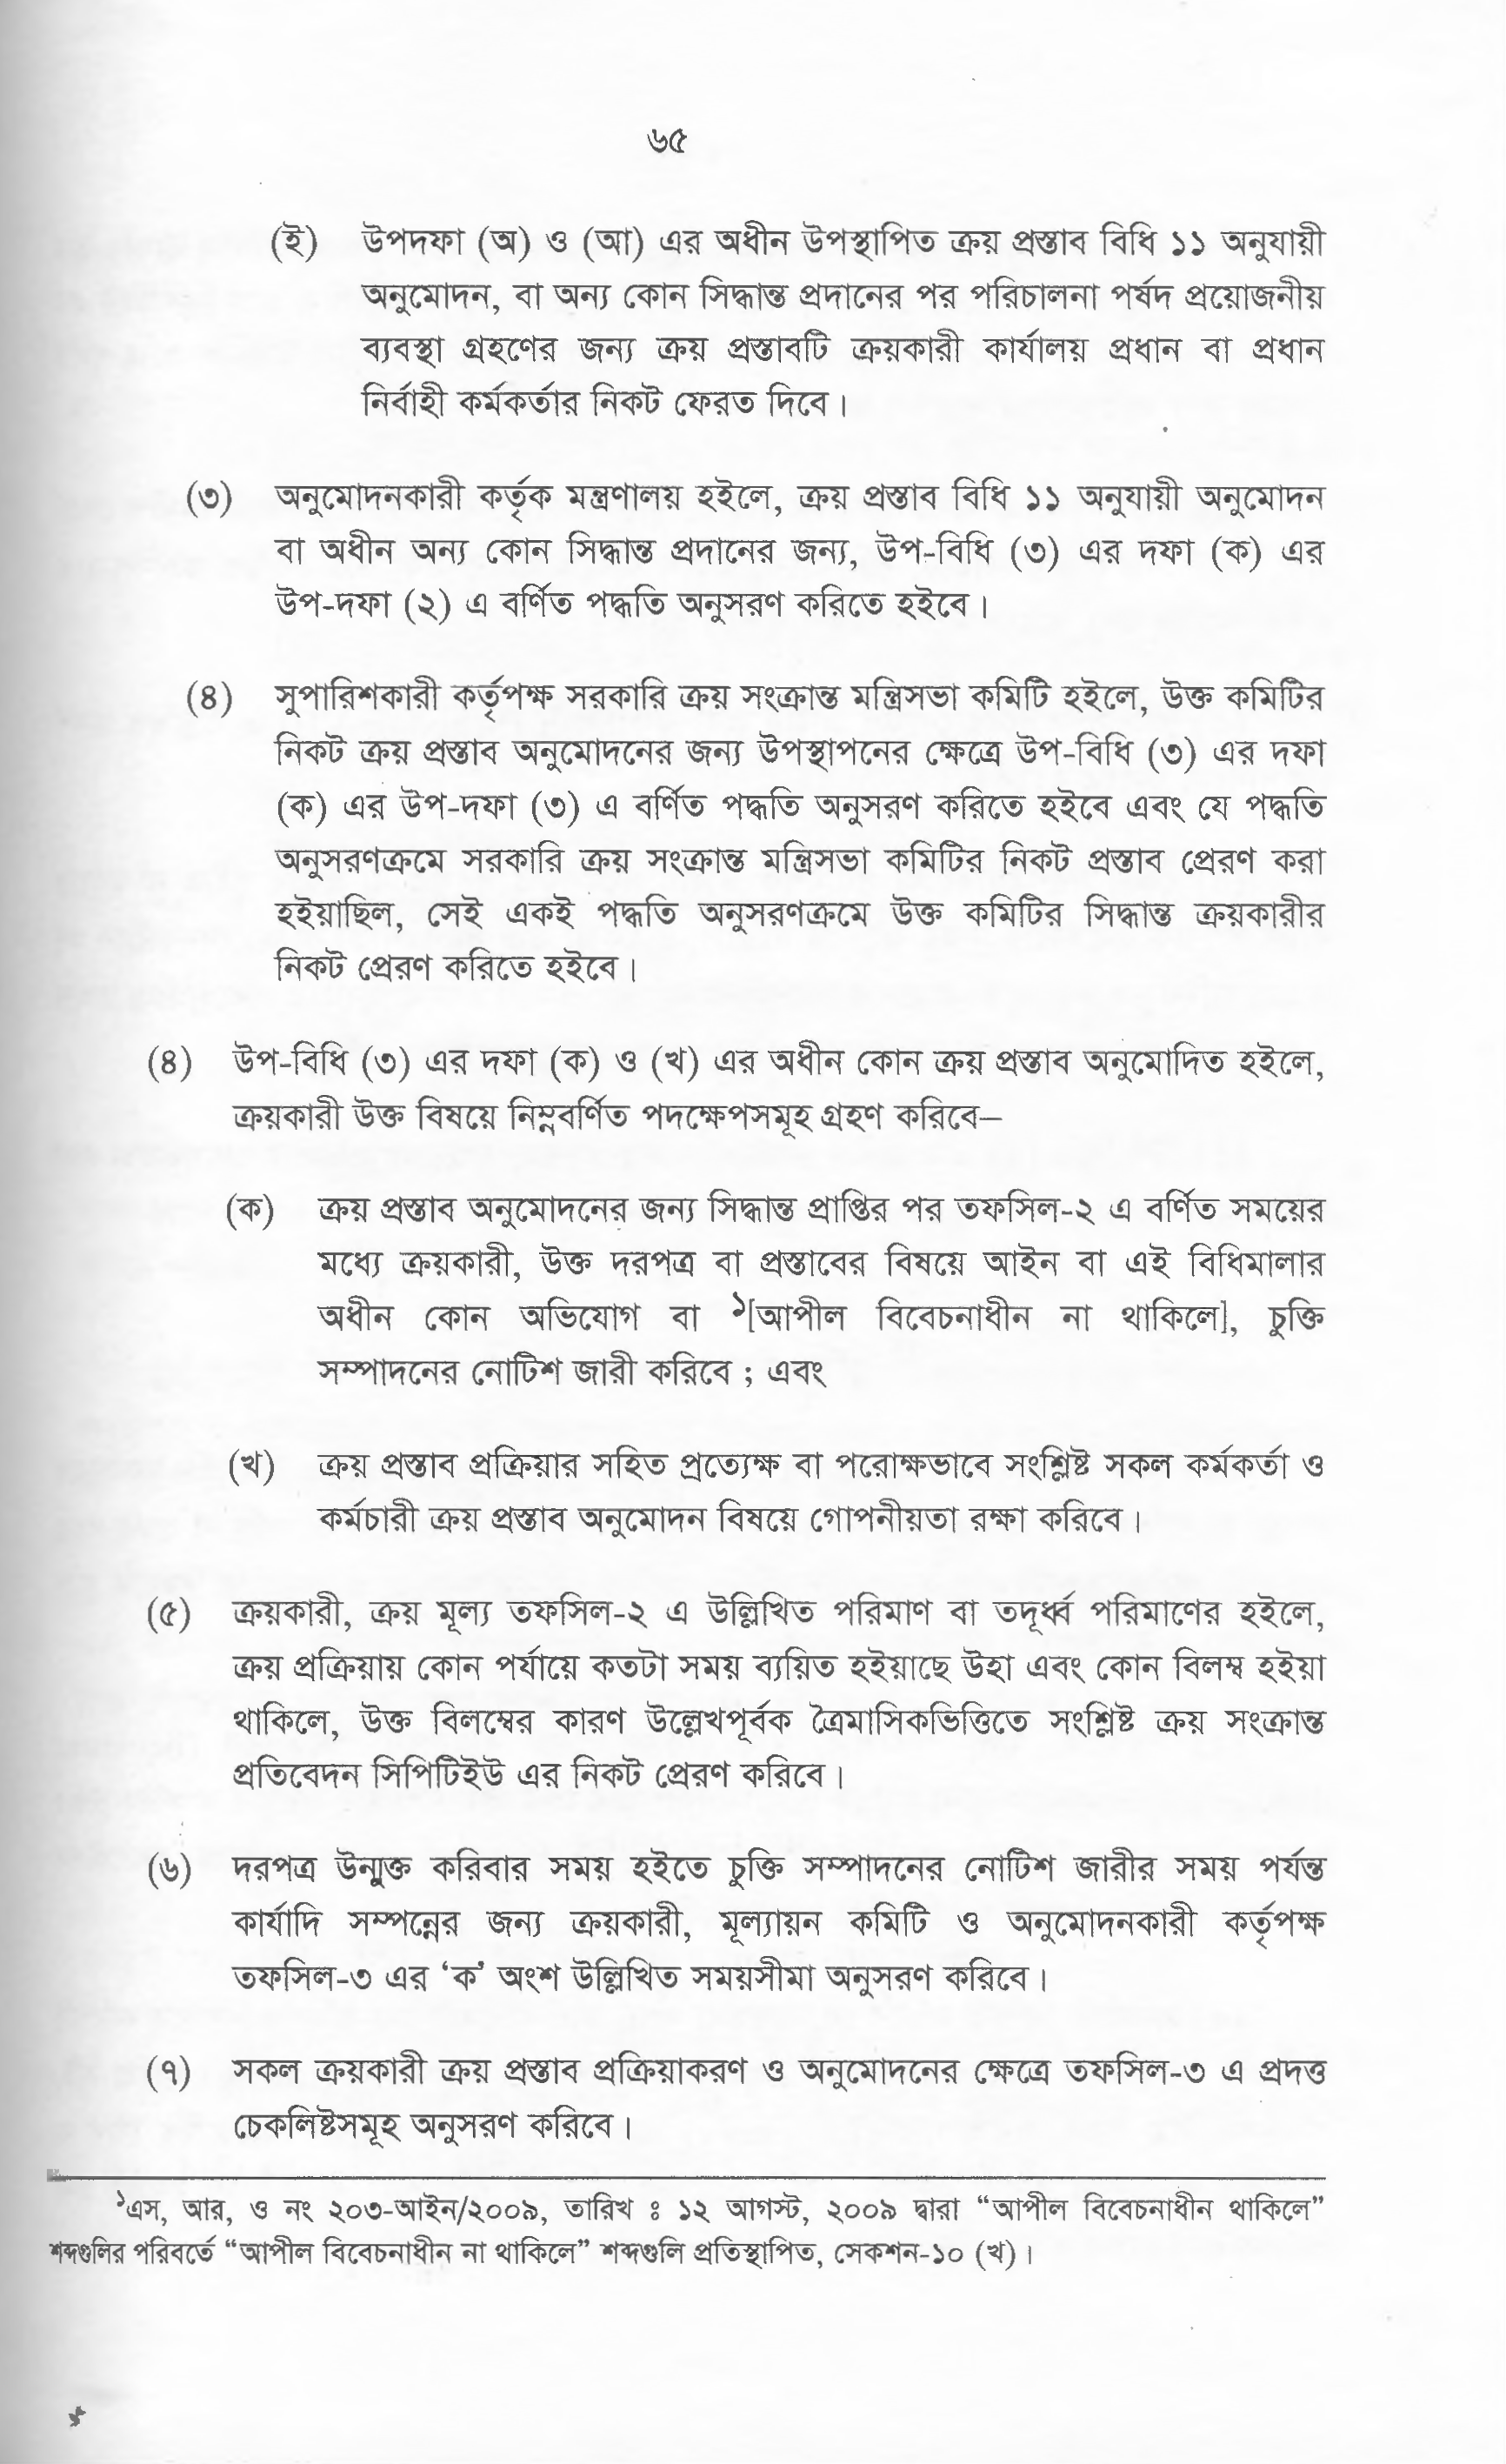 ৬৫
(ই) উপদফা (অ) ও (আ) এর অধীন উপস্থাপিত ক্রয় প্রস্তাব বিধি ১১ অনুযায়ী
অনুমোদন, বা অন্য কোন সিদ্ধান্ত প্রদানের পর পরিচালনা পর্ষদ প্রয়োজনীয়
ব্যবস্থা গ্রহণের জন্য ক্রয় প্রস্তাবটি ক্রয়কারী কার্যালয় প্রধান বা প্রধান
নির্বাহী কর্মকর্তার নিকট ফেরত দিবে।
(৩) অনুমোদনকারী কর্তৃক মন্ত্রণালয় হইলে, ক্রয় প্রস্তাব বিধি ১১ অনুযায়ী অনুমোদন
বা অধীন অন্য কোন সিদ্ধান্ত প্রদানের জন্য, উপ-বিধি (৩) এর দফা (ক) এর
উপ-দফা (২) এ বর্ণিত পদ্ধতি অনুসরণ করিতে হইবে।
(৪) সুপারিশকারী কর্তৃপক্ষ সরকারি ক্রয় সংক্রান্ত মন্ত্রিসভা কমিটি হইলে, উক্ত কমিটির
নিকট ক্রয় প্রস্তাব অনুমোদনের জন্য উপস্থাপনের ক্ষেত্রে উপ-বিধি (৩) এর দফা
(ক) এর উপ-দফা (৩) এ বর্ণিত পদ্ধতি অনুসরণ করিতে হইবে এবং যে পদ্ধতি
অনুসরণক্রমে সরকারি ক্রয় সংক্রান্ত মন্ত্রিসভা কমিটির নিকট প্রস্তাব প্রেরণ করা
হইয়াছিল, সেই একই পদ্ধতি অনুসরণক্রমে উক্ত কমিটির সিদ্ধান্ত ক্রয়কারীর
নিকট প্রেরণ করিতে হইবে।
(৪) উপ-বিধি (৩) এর দফা (ক) ও (খ) এর অধীন কোন ক্রয় প্রস্তাব অনুমোদিত হইলে,
ক্রয়কারী উক্ত বিষয়ে নিম্নবর্ণিত পদক্ষেপসমূহ গ্রহণ করিবে–
(ক) ক্রয় প্রস্তাব অনুমোদনের জন্য সিদ্ধান্ত প্রাপ্তির পর তফসিল-২ এ বর্ণিত সময়ের
মধ্যে ক্রয়কারী, উক্ত দরপত্র বা প্রস্তাবের বিষয়ে আইন বা এই বিধিমালার
অধীন কোন অভিযোগ বা ১[আপীল বিবেচনাধীন না থাকিলে], চুক্তি
সম্পাদনের নোটিশ জারী করিবে ; এবং
(খ) ক্রয় প্রস্তাব প্রক্রিয়ার সহিত প্রত্যেক্ষ বা পরোক্ষভাবে সংশ্লিষ্ট সকল কর্মকর্তা ও
কর্মচারী ক্রয় প্রস্তাব অনুমোদন বিষয়ে গোপনীয়তা রক্ষা করিবে।
(৫) ক্রয়কারী, ক্রয় মূল্য তফসিল-২ এ উল্লিখিত পরিমাণ বা তদূর্ধ্ব পরিমাণের হইলে,
ক্রয় প্রক্রিয়ায় কোন পর্যায়ে কতটা সময় ব্যয়িত হইয়াছে উহা এবং কোন বিলম্ব হইয়া
থাকিলে, উক্ত বিলম্বের কারণ উল্লেখপূর্বক ত্রৈমাসিকভিত্তিতে সংশ্লিষ্ট ক্রয় সংক্রান্ত
প্রতিবেদন সিপিটিইউ এর নিকট প্রেরণ করিবে।
(৬) দরপত্র উন্মুক্ত করিবার সময় হইতে চুক্তি সম্পাদনের নোটিশ জারীর সময় পর্যন্ত
কার্যাদি সম্পন্নের জন্য ক্রয়কারী, মূল্যায়ন কমিটি ও অনুমোদনকারী কর্তৃপক্ষ
তফসিল-৩ এর ‘ক’ অংশ উল্লিখিত সময়সীমা অনুসরণ করিবে।
(৭) সকল ক্রয়কারী ক্রয় প্রস্তাব প্রক্রিয়াকরণ ও অনুমোদনের ক্ষেত্রে তফসিল-৩ এ প্রদত্ত
চেকলিষ্টসমূহ অনুসরণ করিবে।
১এস, আর, ও নং ২০৩-আইন/২০০৯, তারিখ ঃ ১২ আগস্ট, ২০০৯ দ্বারা “আপীল বিবেচনাধীন থাকিলে”
শব্দগুলির পরিবর্তে “আপীল বিবেচনাধীন না থাকিলে” শব্দগুলি প্রতিস্থাপিত, সেকশন-১০ (খ)।